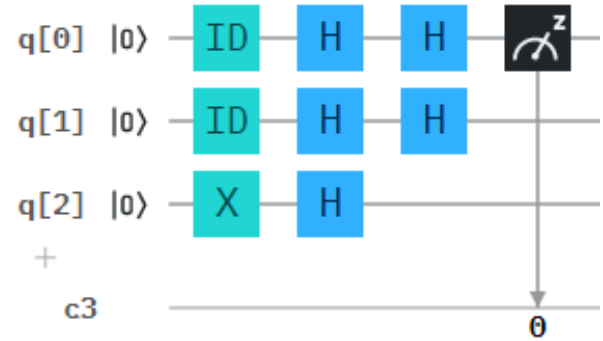 q[0] |0⟩ ID H H z
q[1] |0⟩ ID H H
q[2] |0⟩ X H
+
c3
0